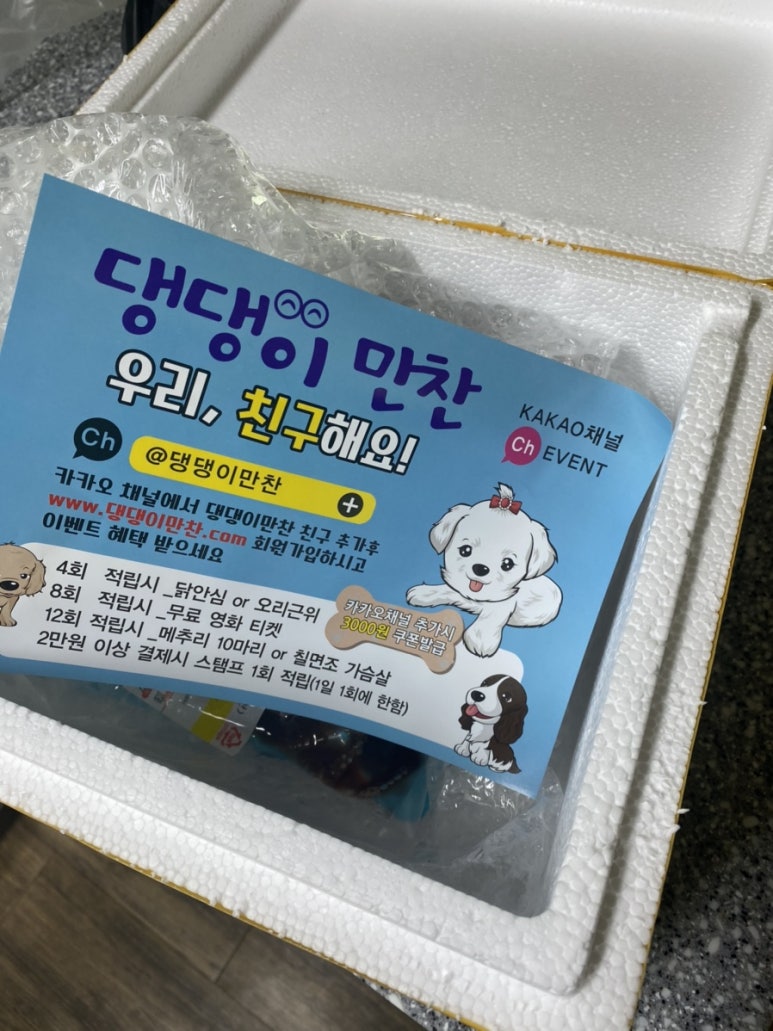 댕댕이 만찬
우리, 친구해요!
KAKAO채널
Ch EVENT
Ch @댕댕이만찬 +
카카오 채널에서 댕댕이만찬 친구 추가후
www.댕댕이만찬.com 회원가입하시고
이벤트 혜택 받으세요
4회 적립시 _닭안심 or 오리근위
8회 적립시 _무료 영화 티켓
12회 적립시 _메추리 10마리 or 칠면조 가슴살
2만원 이상 결제시 스탬프 1회 적립(1일 1회에 한함)
카카오채널 추가시
3000원 쿠폰발급